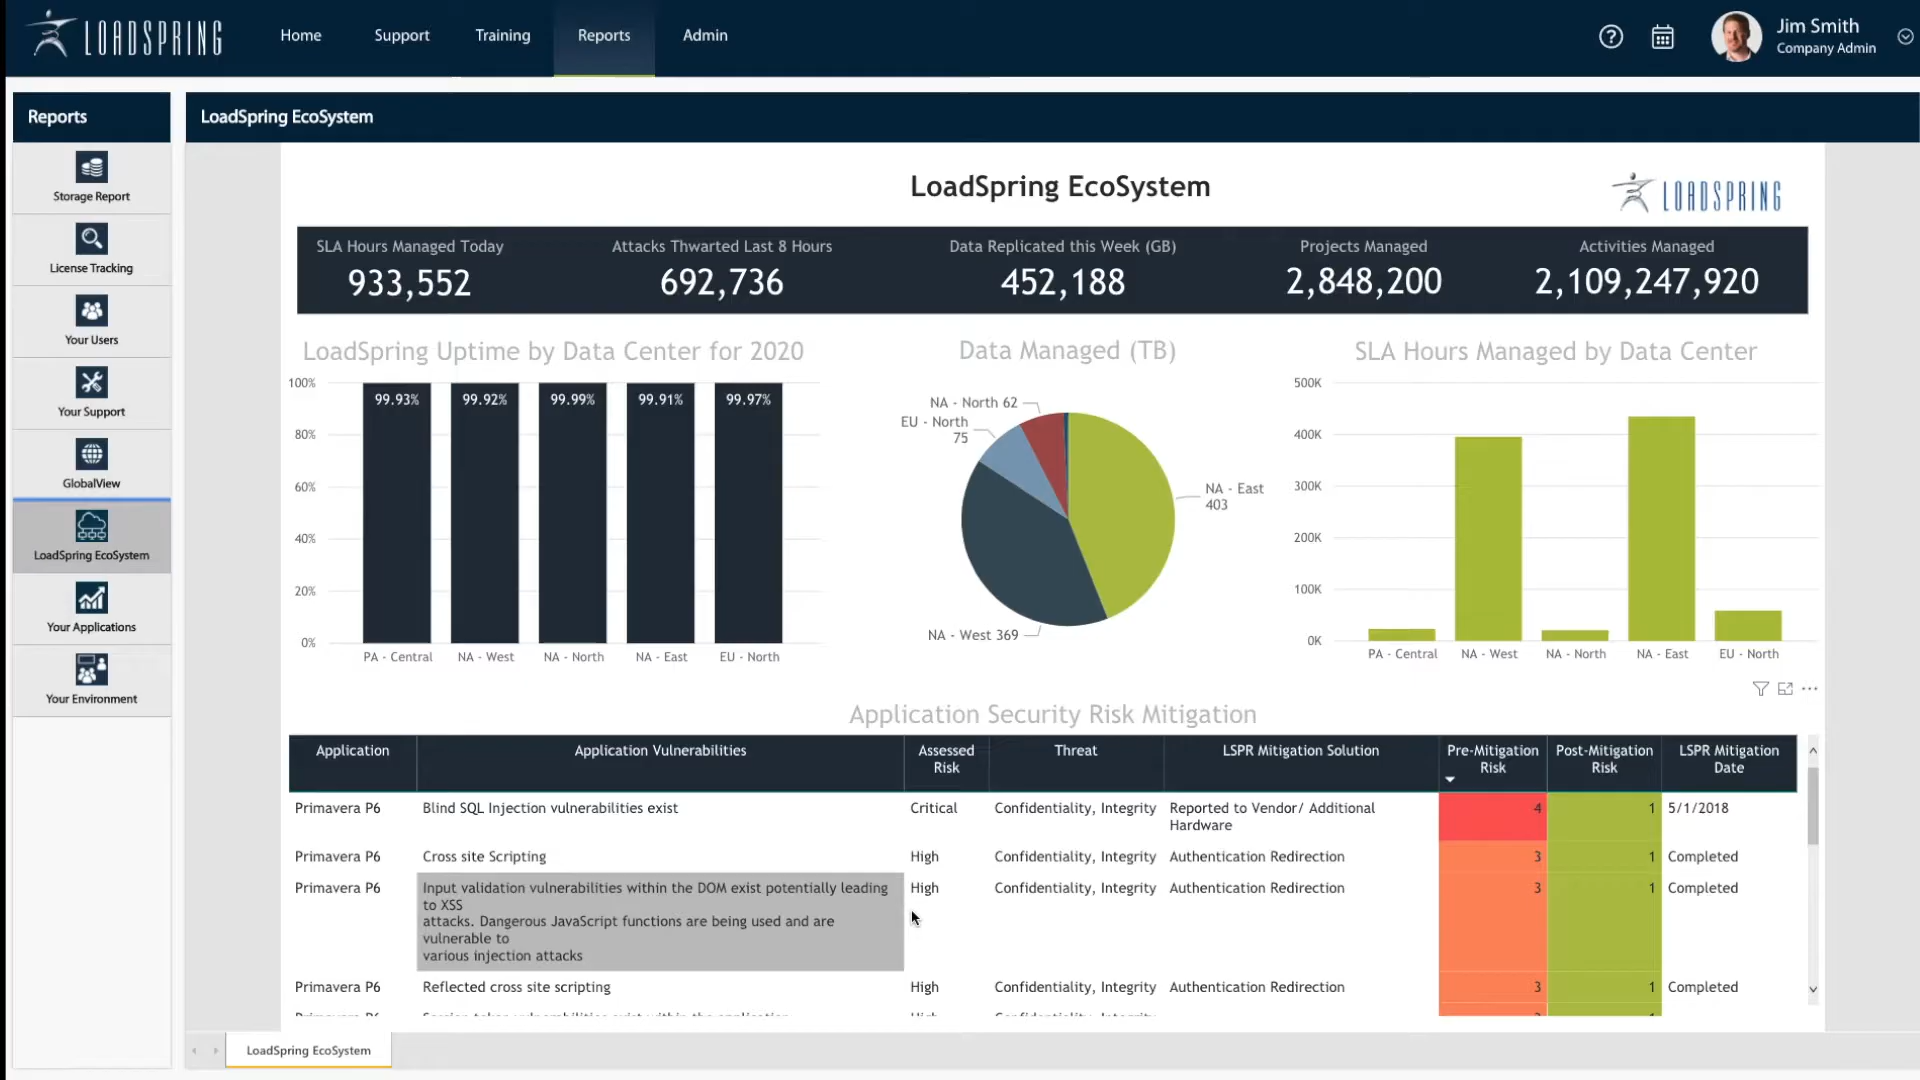 LOADSPRING
Home
Support
Training
Reports
Admin
Jim Smith
Company Admin
Reports
LoadSpring EcoSystem
Storage Report
License Tracking
Your Users
Your Support
GlobalView
LoadSpring EcoSystem
Your Applications
Your Environment
LoadSpring EcoSystem
LOADSPRING
SLA Hours Managed Today
933,552
Attacks Thwarted Last 8 Hours
692,736
Data Replicated this Week (GB)
452,188
Projects Managed
2,848,200
Activities Managed
2,109,247,920
LoadSpring Uptime by Data Center for 2020
100%
80%
60%
40%
20%
0%
99.93%
99.92%
99.99%
99.91%
99.97%
PA - Central
NA - West
NA - North
NA - East
EU - North
Data Managed (TB)
NA - North 62
EU - North
75
NA - East
403
NA - West 369
SLA Hours Managed by Data Center
500K
400K
300K
200K
100K
0K
PA - Central
NA - West
NA - North
NA - East
EU - North
Application Security Risk Mitigation
Application
Application Vulnerabilities
Assessed
Risk
Threat
LSPR Mitigation Solution
Pre-Mitigation
Risk
Post-Mitigation
Risk
LSPR Mitigation
Date
Primavera P6
Blind SQL Injection vulnerabilities exist
Critical
Confidentiality, Integrity
Reported to Vendor/ Additional
Hardware
4
1
5/1/2018
Primavera P6
Cross site Scripting
High
Confidentiality, Integrity
Authentication Redirection
3
1
Completed
Primavera P6
Input validation vulnerabilities within the DOM exist potentially leading
to XSS
attacks. Dangerous JavaScript functions are being used and are
vulnerable to
various injection attacks
High
Confidentiality, Integrity
Authentication Redirection
3
1
Completed
Primavera P6
Reflected cross site scripting
High
Confidentiality, Integrity
Authentication Redirection
3
1
Completed
LoadSpring EcoSystem